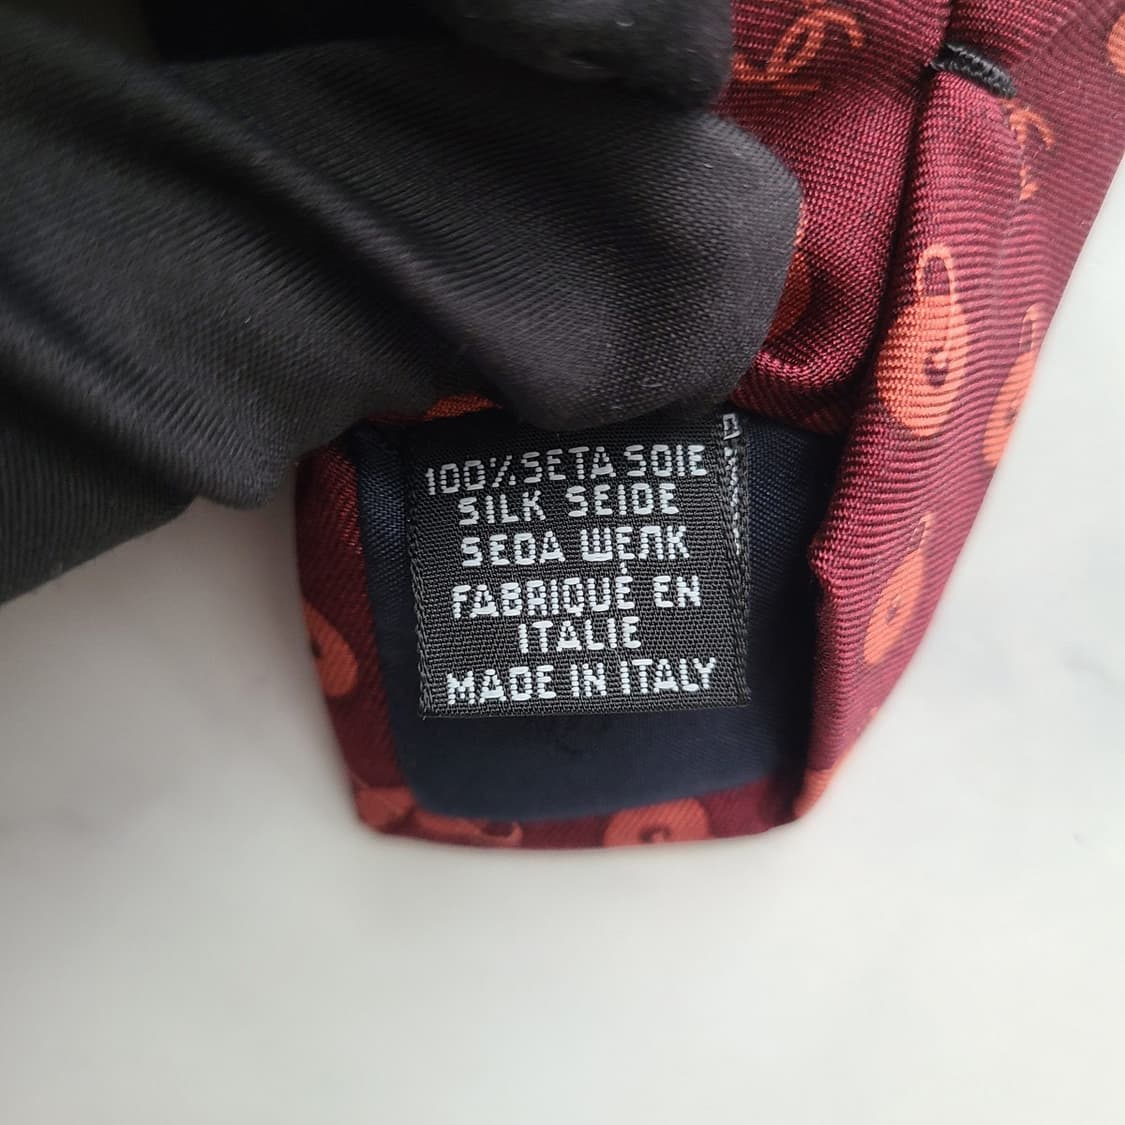 100% SETA SOIE
SILK SEIDE
SEDA ШЕЛК
FABRIQUÉ EN
ITALIE
MADE IN ITALY